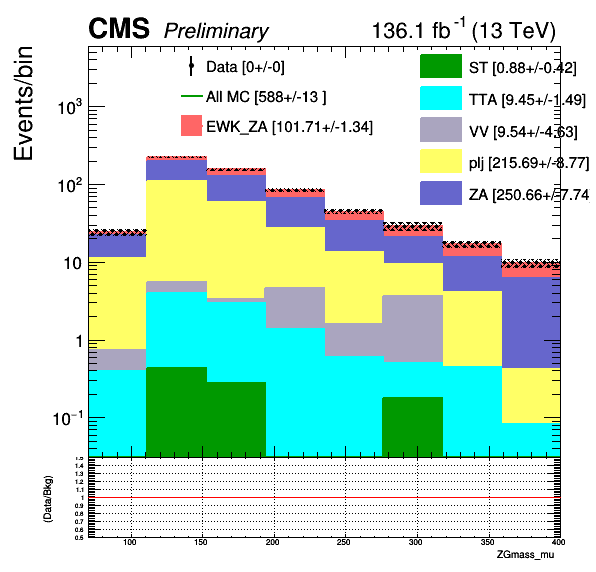 CMS Preliminary 136.1 fb⁻¹ (13 TeV)
Events/bin
Data [0+/-0]
All MC [588+/-13 ]
EWK_ZA [101.71+/-1.34]
ST [0.88+/-0.42]
TTA [9.45+/-1.49]
VV [9.54+/-4.63]
plj [215.69+/-8.77]
ZA [250.66+/-7.74
10³
10²
10
1
10⁻¹
(Data/Bkg)
1.5
1.4
1.3
1.2
1.1
1
0.9
0.8
0.7
0.6
0.5
100 150 200 250 300 350 400
ZGmass_mu